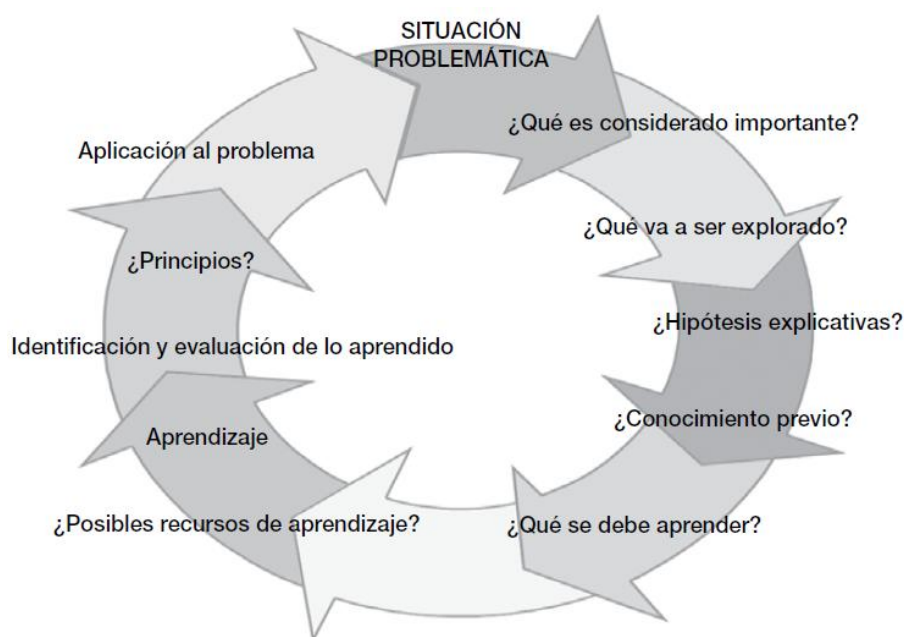 SITUACIÓN
PROBLEMÁTICA
¿Qué es considerado importante?
¿Qué va a ser explorado?
¿Hipótesis explicativas?
¿Conocimiento previo?
¿Qué se debe aprender?
¿Posibles recursos de aprendizaje?
Aprendizaje
Identificación y evaluación de lo aprendido
¿Principios?
Aplicación al problema